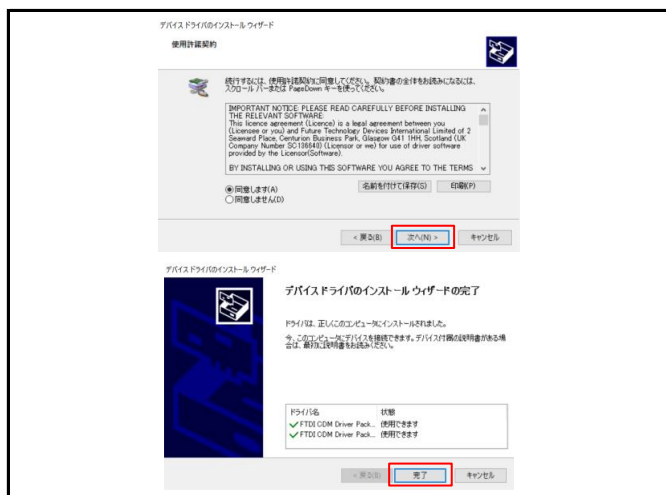 デバイス ドライバのインストール ウィザード
使用許諾契約
続行するには、使用許諾契約に同意してください。契約書の全体をお読みになるには、
スクロール バーまたは PageDown キーを使ってください。
IMPORTANT NOTICE: PLEASE READ CAREFULLY BEFORE INSTALLING
THE RELEVANT SOFTWARE:
This licence agreement (Licence) is a legal agreement between you
(Licensee or you) and Future Technology Devices International Limited of 2
Seaward Place, Centurion Business Park, Glasgow G41 1HH, Scotland (UK
Company Number SC136640) (Licensor or we) for use of driver software
provided by the Licensor(Software).
BY INSTALLING OR USING THIS SOFTWARE YOU AGREE TO THE TERMS
同意します(A)
名前を付けて保存(S)
印刷(P)
同意しません(D)
< 戻る(B)
次へ(N) >
キャンセル
デバイス ドライバのインストール ウィザード
デバイス ドライバのインストール ウィザードの完了
ドライバは、正しくこのコンピュータにインストールされました。
今、このコンピュータにデバイスを接続できます。デバイス付属の説明書がある場
合は、最初に説明書をお読みください。
ドライバ名 状態
FTDI CDM Driver Pack... 使用できます
FTDI CDM Driver Pack... 使用できます
< 戻る(B)
完了
キャンセル